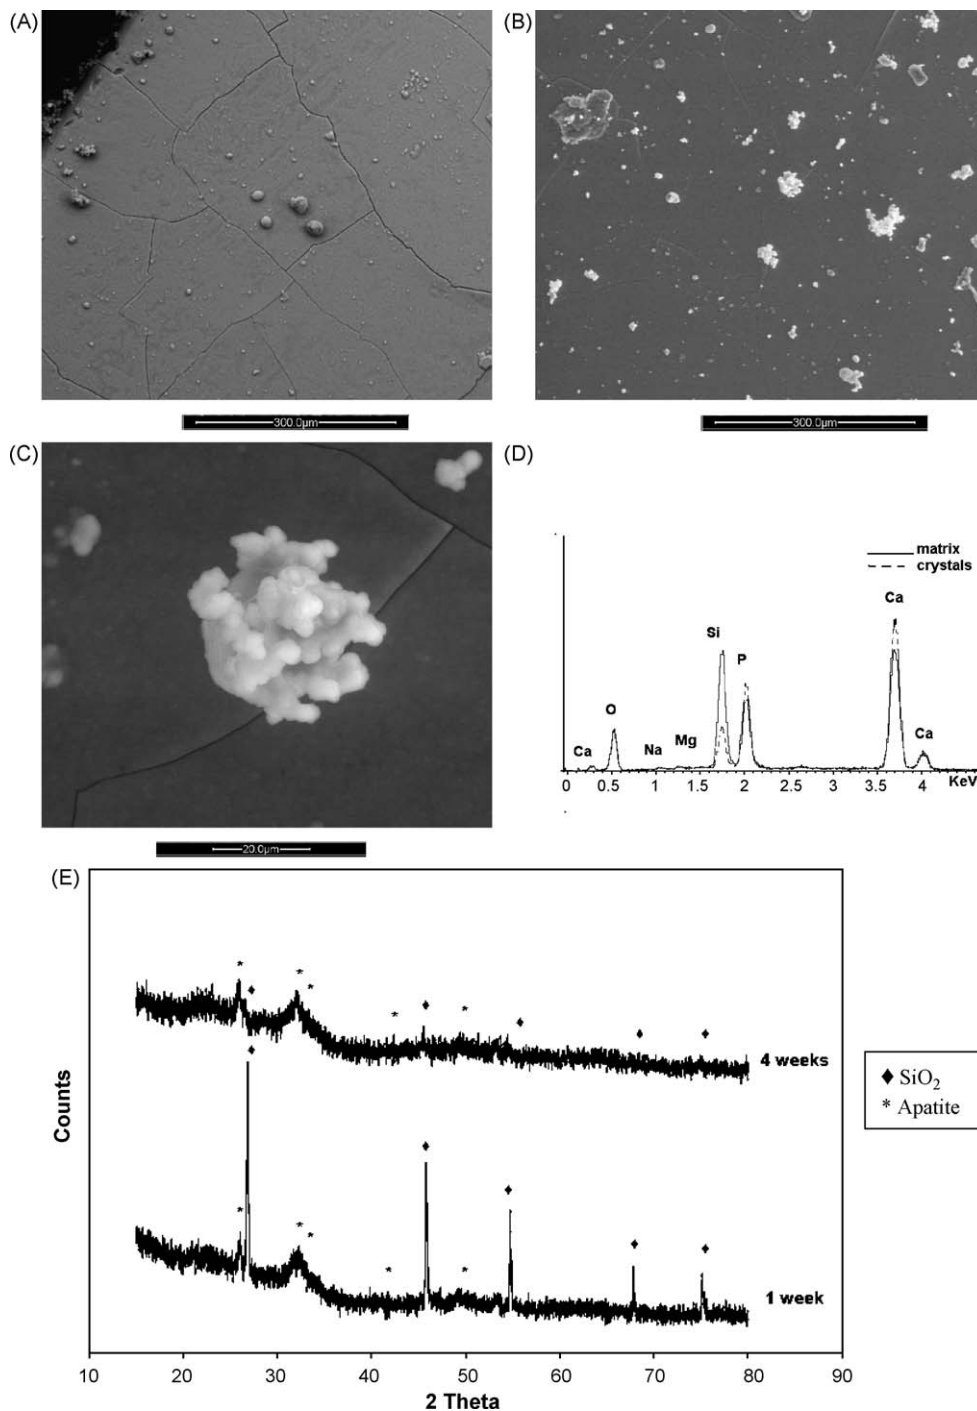 (A)
(B)
300.0µm
300.0µm
(C)
(D)
matrix
crystals
Ca
Si
P
O
Ca
Na
Mg
Ca
0 0.5 1 1.5 2 2.5 3 3.5 4 KeV
20.0µm
(E)
*
* ♦ *
♦ * ♦ * ♦ ♦ ♦
4 weeks
♦
♦ SiO2
* Apatite
Counts
♦
♦
* * *
♦ ♦
* *
1 week
10 20 30 40 50 60 70 80 90
2 Theta